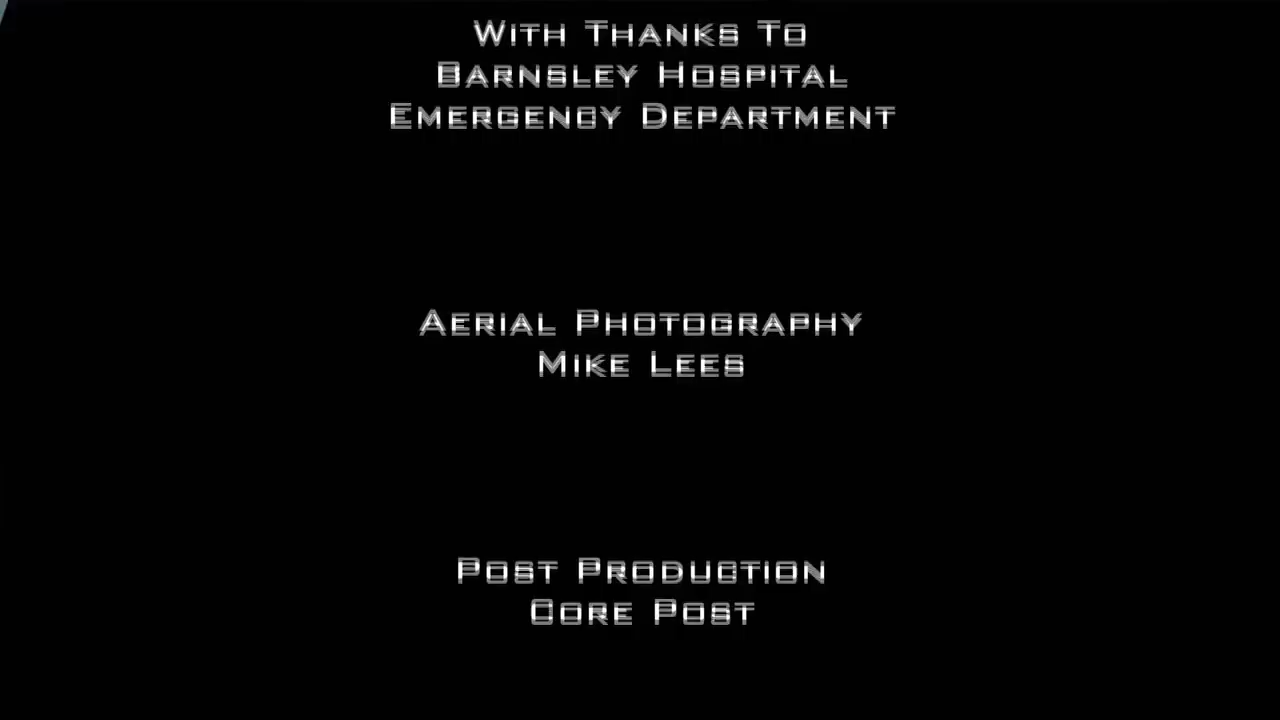 With Thanks To
Barnsley Hospital
Emergency Department
Aerial Photography
Mike Lees
Post Production
Core Post